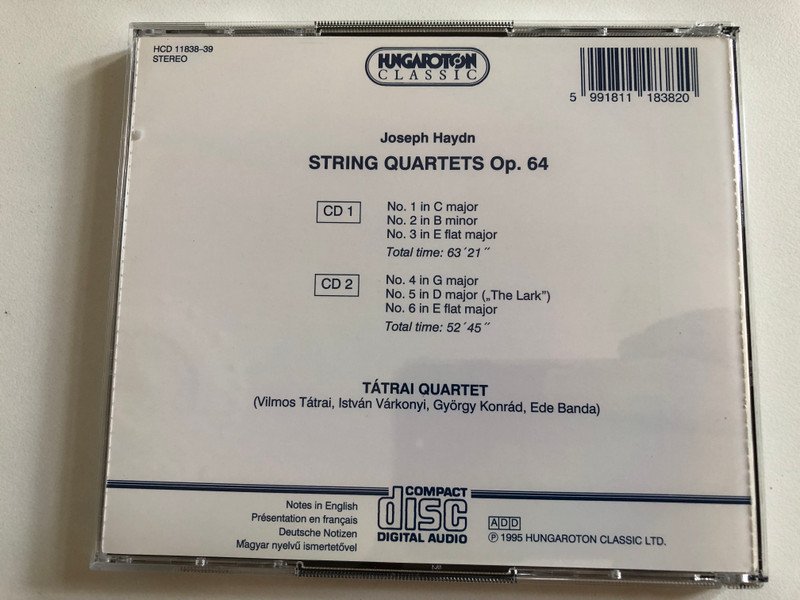 HCD 11838–39
STEREO
HUNGAROTON
CLASSIC
5 991811 183820
Joseph Haydn
STRING QUARTETS Op. 64
CD 1
No. 1 in C major
No. 2 in B minor
No. 3 in E flat major
Total time: 63´21´´
CD 2
No. 4 in G major
No. 5 in D major („The Lark”)
No. 6 in E flat major
Total time: 52´45´´
TÁTRAI QUARTET
(Vilmos Tátrai, István Várkonyi, György Konrád, Ede Banda)
Notes in English
Présentation en français
Deutsche Notizen
Magyar nyelvű ismertetővel
COMPACT
disc
DIGITAL AUDIO
ADD
℗ 1995 HUNGAROTON CLASSIC LTD.